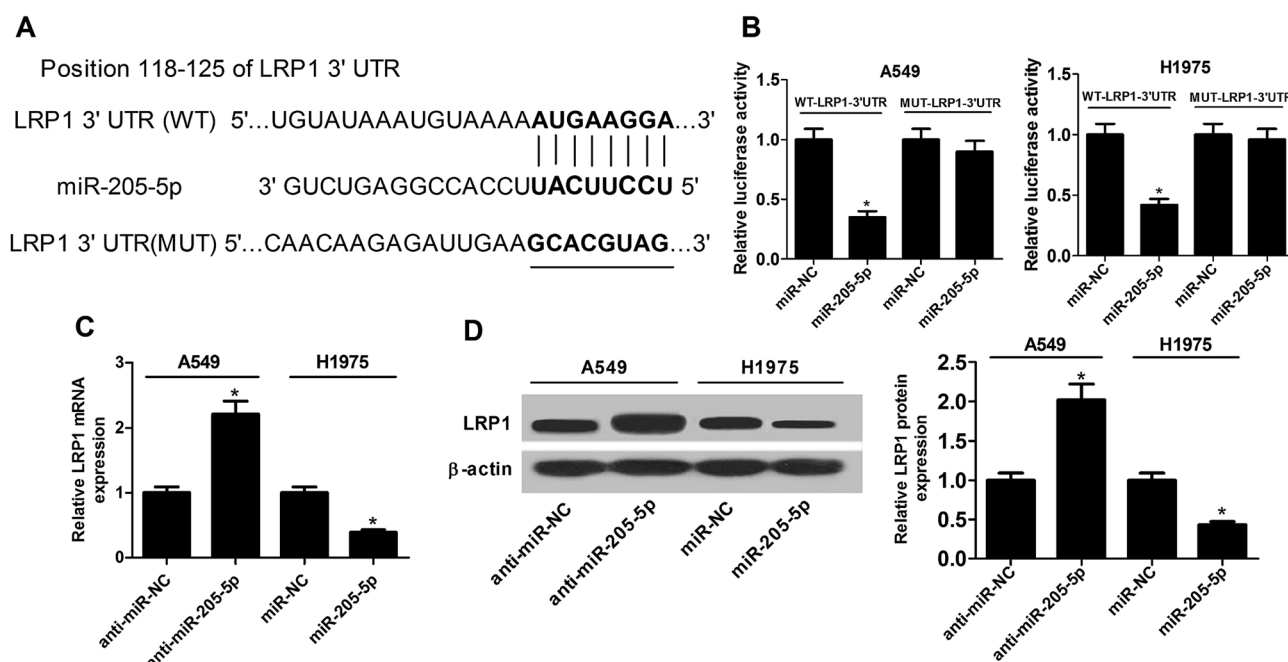 A
Position 118-125 of LRP1 3' UTR
LRP1 3' UTR (WT) 5'...UGUAUAAAUGUAAAAAUGAAGGA...3'
miR-205-5p 3' GUCUGAGGCCACCUUACUUCCU 5'
LRP1 3' UTR(MUT) 5'...CAACAAGAGAUUGAAGCACGUAG...3'
B
A549
WT-LRP1-3'UTR MUT-LRP1-3'UTR
Relative luciferase activity
1.5
1.0
0.5
0.0
miR-NC
miR-205-5p
miR-NC
miR-205-5p
H1975
WT-LRP1-3'UTR MUT-LRP1-3'UTR
Relative luciferase activity
1.5
1.0
0.5
0.0
*
*
miR-NC
miR-205-5p
miR-NC
miR-205-5p
C
A549 H1975
Relative LRP1 mRNA
expression
3
2
1
0
*
*
anti-miR-NC
anti-miR-205-5p
miR-NC
miR-205-5p
D
A549 H1975
LRP1
β-actin
anti-miR-NC
anti-miR-205-5p
miR-NC
miR-205-5p
A549 H1975
Relative LRP1 protein
expression
2.5
2.0
1.5
1.0
0.5
0.0
*
*
anti-miR-NC
anti-miR-205-5p
miR-NC
miR-205-5p